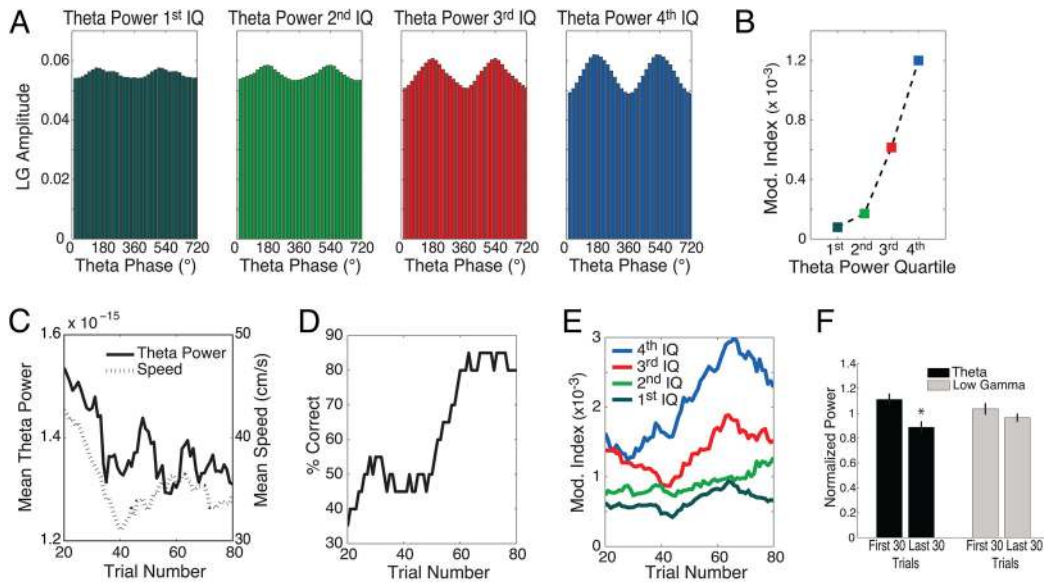 A
Theta Power 1st IQ
Theta Power 2nd IQ
Theta Power 3rd IQ
Theta Power 4th IQ
LG Amplitude
0.06
0.04
0.02
0
0 180 360 540 720
0 180 360 540 720
0 180 360 540 720
0 180 360 540 720
Theta Phase (°)
Theta Phase (°)
Theta Phase (°)
Theta Phase (°)
B
Mod. Index (x 10-3)
1.2
0.8
0.4
0
1st 2nd 3rd 4th
Theta Power Quartile
C
x 10-15
Mean Theta Power
1.6
1.4
1.2
Theta Power
Speed
50
40
30
Mean Speed (cm/s)
20 40 60 80
Trial Number
D
% Correct
90
80
70
60
50
40
30
20 40 60 80
Trial Number
E
Mod. Index (x10-3)
3
2
1
0
4th IQ
3rd IQ
2nd IQ
1st IQ
20 40 60 80
Trial Number
F
Normalized Power
1.4
1.2
1
0.8
0.6
0.4
0.2
0
Theta
Low Gamma
*
First 30 Last 30
Trials
First 30 Last 30
Trials